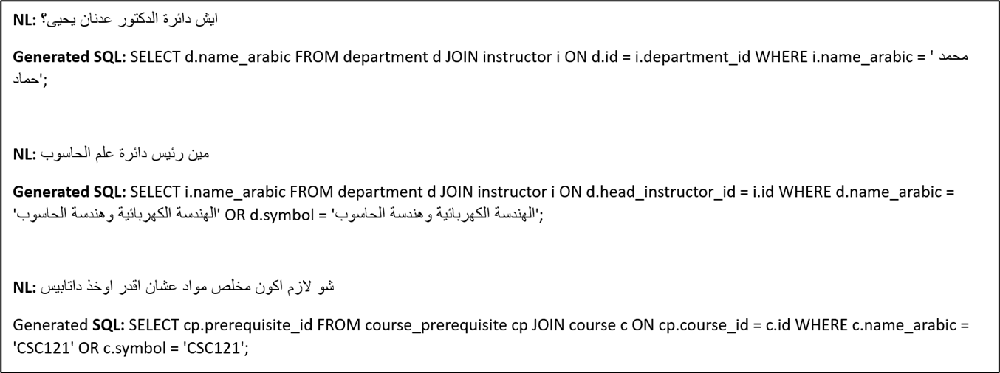 NL: ايش دائرة الدكتور عدنان يحيى؟
Generated SQL: SELECT d.name_arabic FROM department d JOIN instructor i ON d.id = i.department_id WHERE i.name_arabic = ' محمد
حماد';
NL: مين رئيس دائرة علم الحاسوب
Generated SQL: SELECT i.name_arabic FROM department d JOIN instructor i ON d.head_instructor_id = i.id WHERE d.name_arabic =
'الهندسة الكهربائية وهندسة الحاسوب' OR d.symbol = 'الهندسة الكهربائية وهندسة الحاسوب';
NL: شو لازم اكون مخلص مواد عشان اقدر اوخذ داتابيس
Generated SQL: SELECT cp.prerequisite_id FROM course_prerequisite cp JOIN course c ON cp.course_id = c.id WHERE c.name_arabic =
'CSC121' OR c.symbol = 'CSC121';